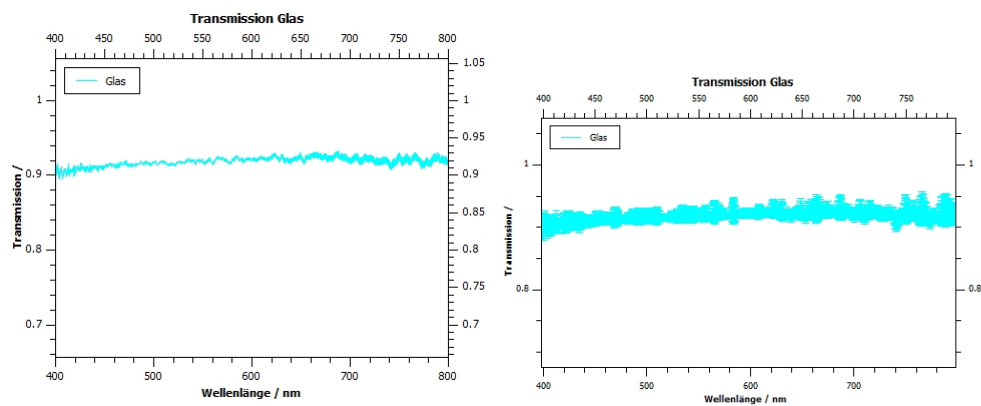 Transmission Glas
400 450 500 550 600 650 700 750 800
Glas
1
0.9
0.8
0.7
1.05
1
0.95
0.9
0.85
0.8
0.75
0.7
Transmission /
400 500 600 700 800
Wellenlänge / nm
Transmission Glas
400 450 500 550 600 650 700 750
Glas
1
0.8
1
0.8
Transmission /
400 500 600 700
Wellenlänge / nm